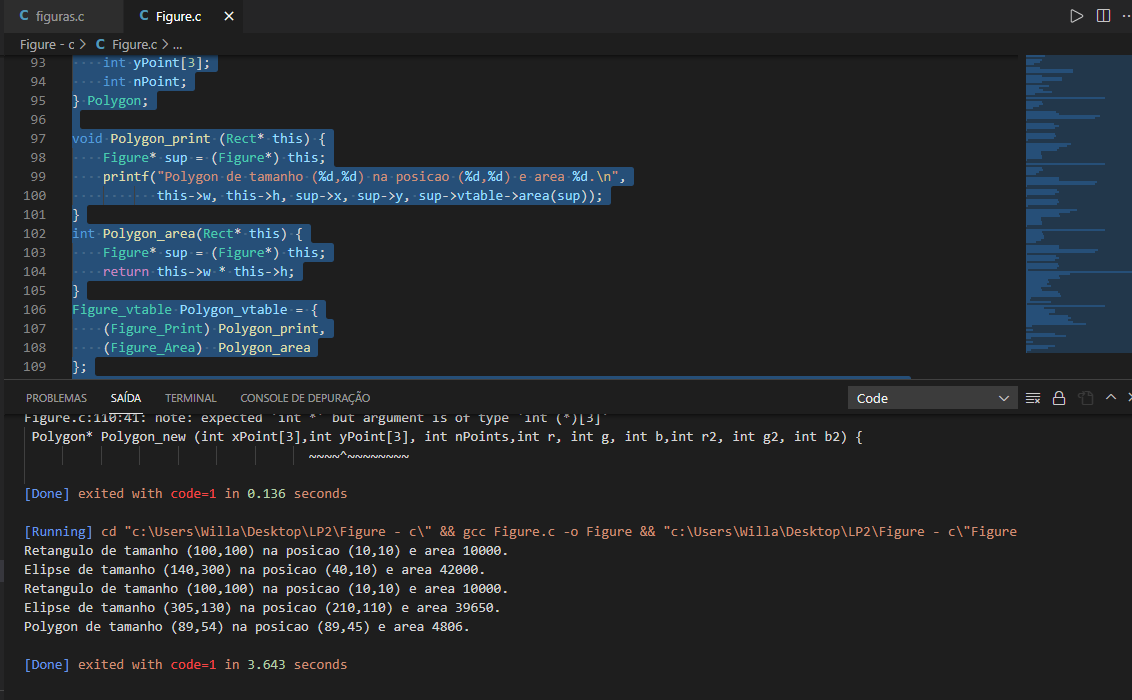 C figuras.c C Figure.c ×
Figure - c > C Figure.c > ...
93 int yPoint[3];
94 int nPoint;
95 } Polygon;
96
97 void Polygon_print (Rect* this) {
98 Figure* sup = (Figure*) this;
99 printf("Polygon de tamanho (%d,%d) na posicao (%d,%d) e area %d.\n",
100 this->w, this->h, sup->x, sup->y, sup->vtable->area(sup));
101 }
102 int Polygon_area(Rect* this) {
103 Figure* sup = (Figure*) this;
104 return this->w * this->h;
105 }
106 Figure_vtable Polygon_vtable = {
107 (Figure_Print) Polygon_print,
108 (Figure_Area) Polygon_area
109 };
PROBLEMAS SAÍDA TERMINAL CONSOLE DE DEPURAÇÃO Code
Figure.c:110:41: note: expected 'int *' but argument is of type 'int (*)[3]'
Polygon* Polygon_new (int xPoint[3],int yPoint[3], int nPoints,int r, int g, int b,int r2, int g2, int b2) {
~~~~^~~~~~~~~
[Done] exited with code=1 in 0.136 seconds
[Running] cd "c:\Users\Willa\Desktop\LP2\Figure - c\" && gcc Figure.c -o Figure && "c:\Users\Willa\Desktop\LP2\Figure - c\"Figure
Retangulo de tamanho (100,100) na posicao (10,10) e area 10000.
Elipse de tamanho (140,300) na posicao (40,10) e area 42000.
Retangulo de tamanho (100,100) na posicao (10,10) e area 10000.
Elipse de tamanho (305,130) na posicao (210,110) e area 39650.
Polygon de tamanho (89,54) na posicao (89,45) e area 4806.
[Done] exited with code=1 in 3.643 seconds